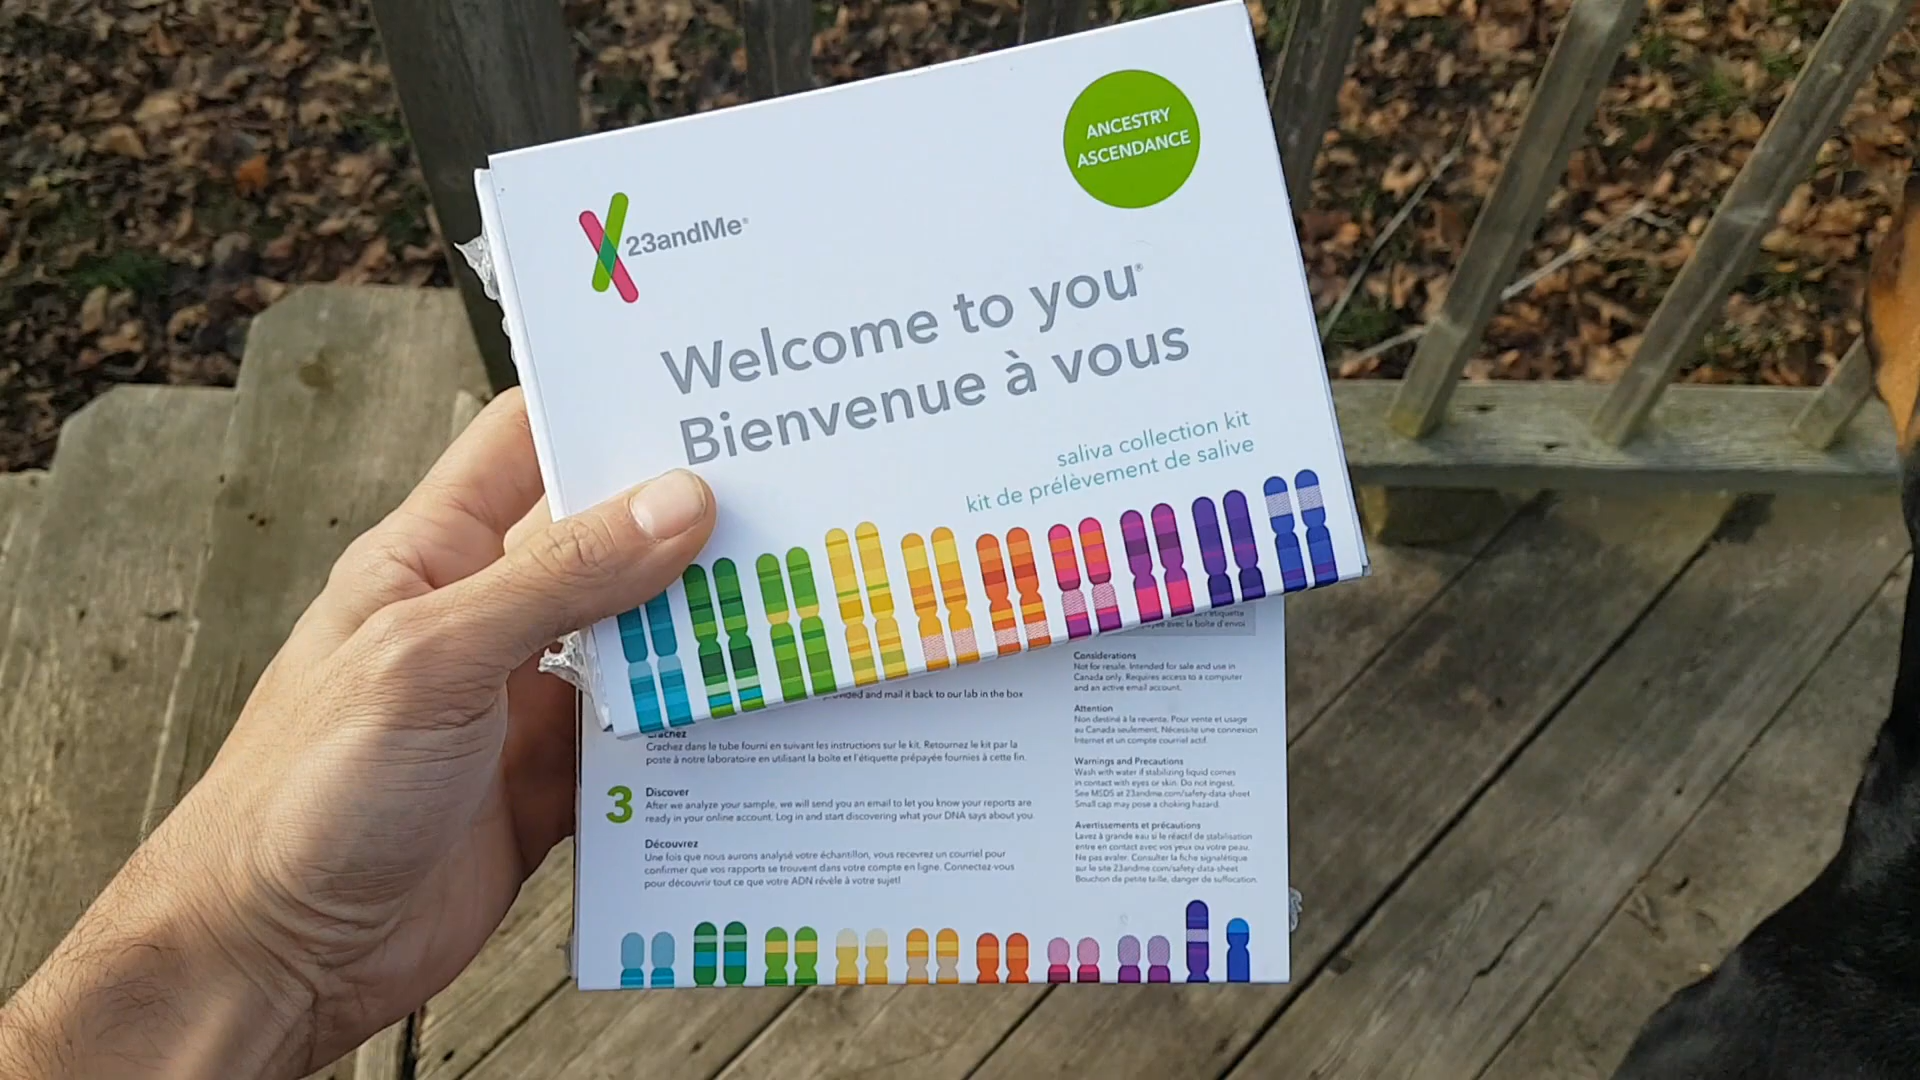 ANCESTRY
ASCENDANCE
23andMe®
Welcome to you®
Bienvenue à vous
saliva collection kit
kit de prélèvement de salive
étiquette
avec la boîte d'envoi
and mail it back to our lab in the box
Crachez
Crachez dans le tube fourni en suivant les instructions sur le kit. Retournez le kit par la
poste à notre laboratoire en utilisant la boîte et l'étiquette prépayée fournies à cette fin.
3
Discover
After we analyze your sample, we will send you an email to let you know your reports are
ready in your online account. Log in and start discovering what your DNA says about you.
Découvrez
Une fois que nous aurons analysé votre échantillon, vous recevrez un courriel pour
confirmer que vos rapports se trouvent dans votre compte en ligne. Connectez-vous
pour découvrir tout ce que votre ADN révèle à votre sujet!
Considerations
Not for resale. Intended for sale and use in
Canada only. Requires access to a computer
and an active email account.
Attention
Non destiné à la revente. Pour vente et usage
au Canada seulement. Nécessite une connexion
Internet et un compte courriel actif.
Warnings and Precautions
Wash with water if stabilizing liquid comes
in contact with eyes or skin. Do not ingest.
See MSDS at 23andme.com/safety-data-sheet
Small cap may pose a choking hazard.
Avertissements et précautions
Lavez à grande eau si le réactif de stabilisation
entre en contact avec vos yeux ou votre peau.
Ne pas avaler. Consulter la fiche signalétique
sur le site 23andme.com/safety-data-sheet
Bouchon de petite taille, danger de suffocation.